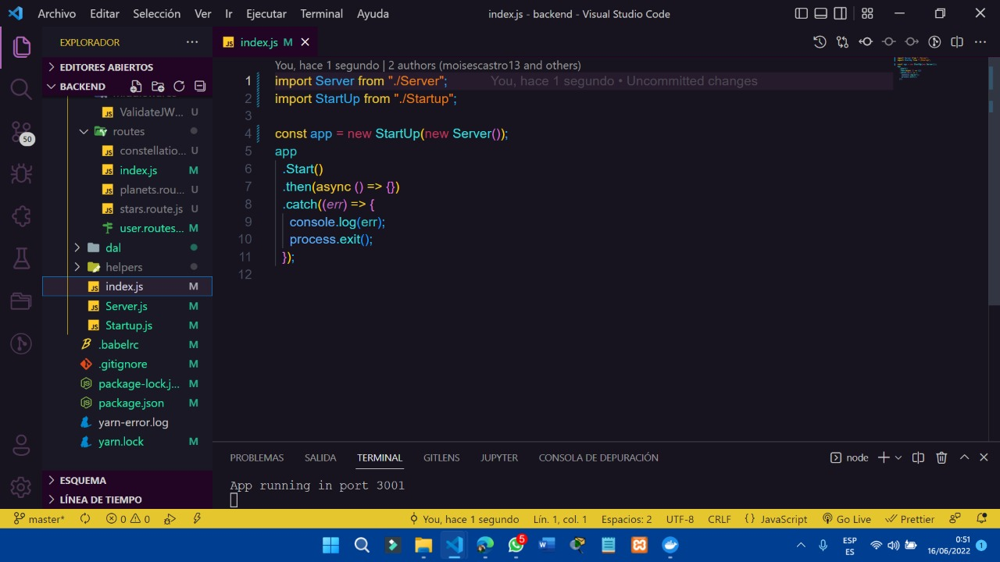 Archivo Editar Selección Ver Ir Ejecutar Terminal Ayuda index.js - backend - Visual Studio Code
EXPLORADOR
EDITORES ABIERTOS
BACKEND
ValidateJW... U
routes
constellatio... U
index.js M
planets.rou... U
stars.route.js U
user.routes... M
dal
helpers
index.js M
Server.js M
Startup.js M
.babelrc M
.gitignore M
package-lock.j... M
package.json M
yarn-error.log
yarn.lock M
ESQUEMA
LÍNEA DE TIEMPO
50
index.js M
You, hace 1 segundo | 2 authors (moisescastro13 and others)
1 import Server from "./Server"; You, hace 1 segundo • Uncommitted changes
2 import StartUp from "./Startup";
3
4 const app = new StartUp(new Server());
5 app
6 .Start()
7 .then(async () => {})
8 .catch((err) => {
9 console.log(err);
10 process.exit();
11 });
12
PROBLEMAS SALIDA TERMINAL GITLENS JUPYTER CONSOLA DE DEPURACIÓN node
App running in port 3001
master* 0 0 You, hace 1 segundo Lín. 1, col. 1 Espacios: 2 UTF-8 CRLF {} JavaScript Go Live Prettier
5
ESP
ES
0:51
16/06/2022
1